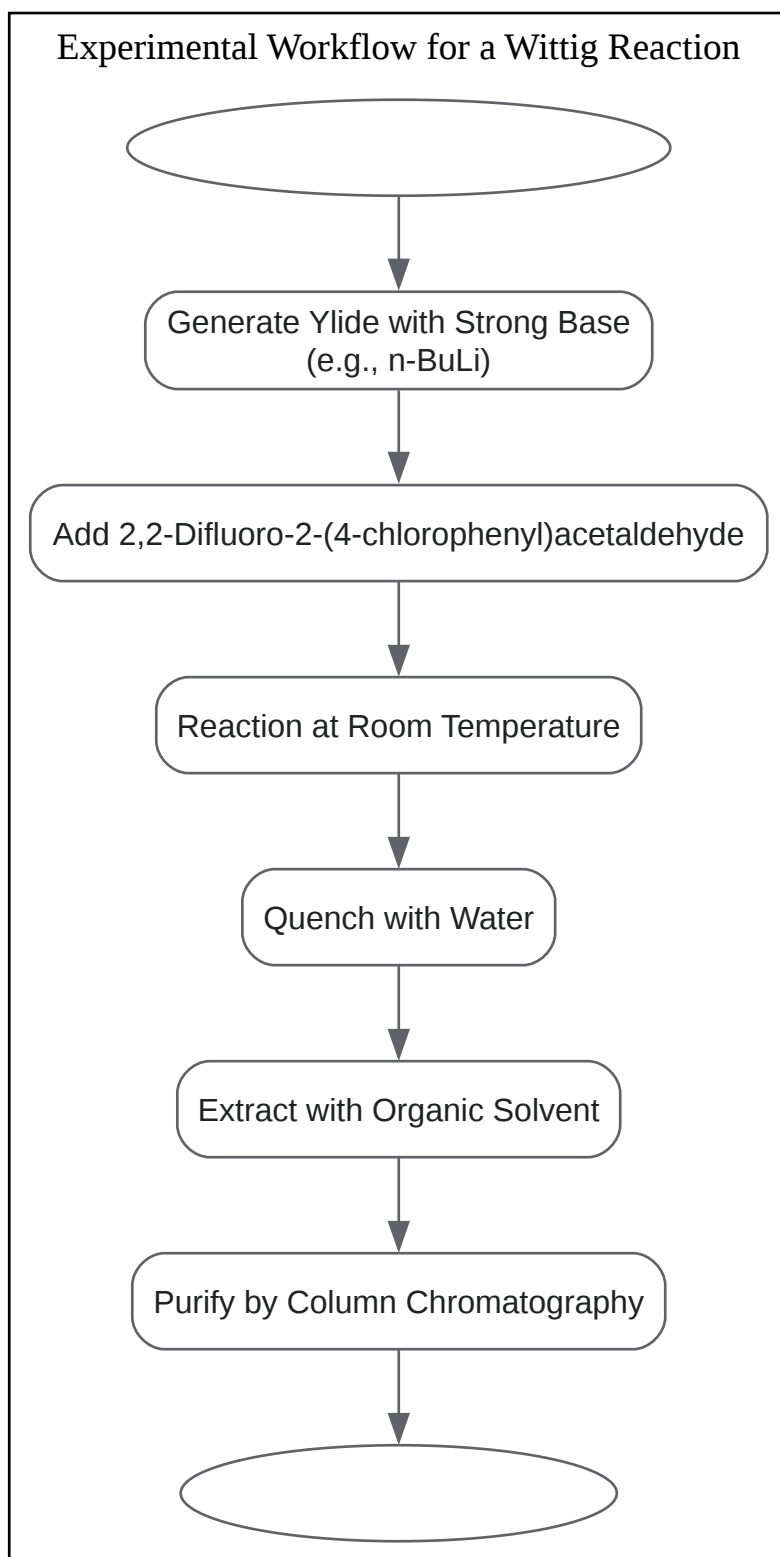 Experimental Workflow for a Wittig Reaction
Generate Ylide with Strong Base
(e.g., n-BuLi)
Add 2,2-Difluoro-2-(4-chlorophenyl)acetaldehyde
Reaction at Room Temperature
Quench with Water
Extract with Organic Solvent
Purify by Column Chromatography